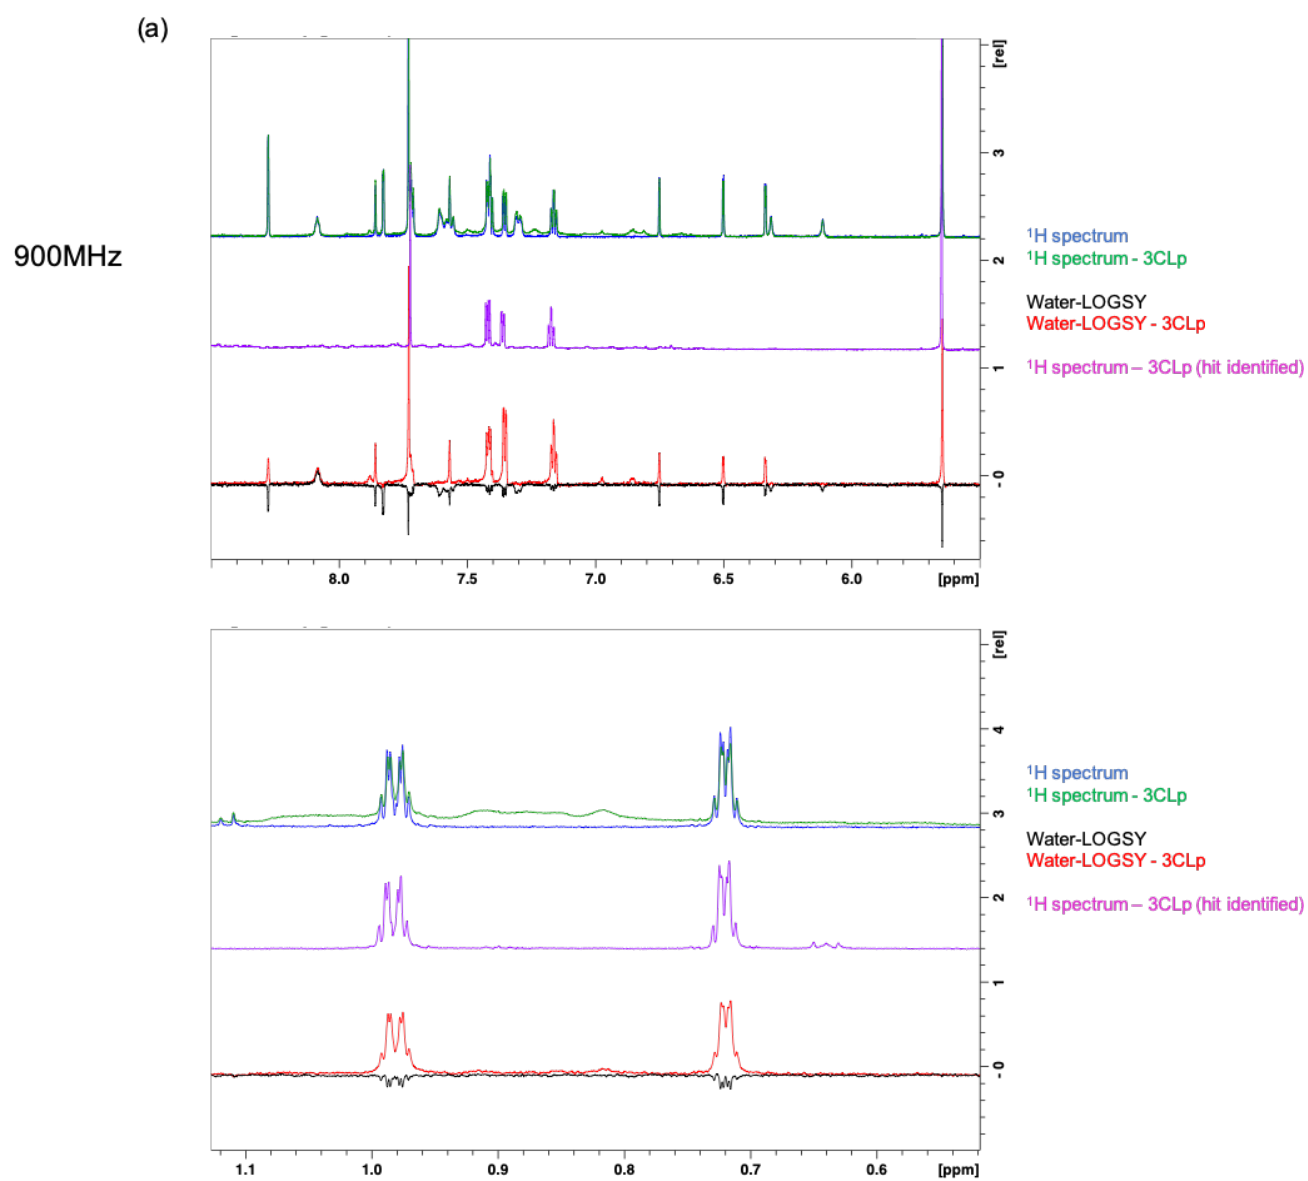 (a)
900MHz
[rel]
3
2
1
- 0
8.0 7.5 7.0 6.5 6.0 [ppm]
¹H spectrum
¹H spectrum - 3CLp
Water-LOGSY
Water-LOGSY - 3CLp
¹H spectrum – 3CLp (hit identified)
[rel]
4
3
2
1
- 0
1.1 1.0 0.9 0.8 0.7 0.6 [ppm]
¹H spectrum
¹H spectrum - 3CLp
Water-LOGSY
Water-LOGSY - 3CLp
¹H spectrum – 3CLp (hit identified)